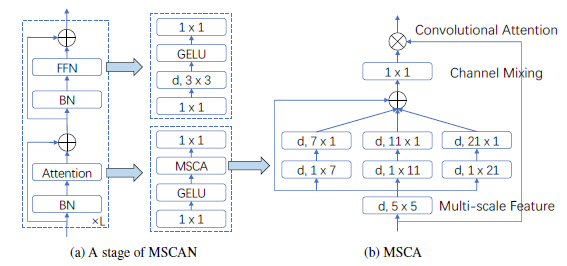 FFN
BN
Attention
BN
×L
1 x 1
GELU
d, 3 x 3
1 x 1
1 x 1
MSCA
GELU
1 x 1
(a) A stage of MSCAN
Convolutional Attention
1 x 1
Channel Mixing
d, 7 x 1
d, 11 x 1
d, 21 x 1
d, 1 x 7
d, 1 x 11
d, 1 x 21
d, 5 x 5
Multi-scale Feature
(b) MSCA